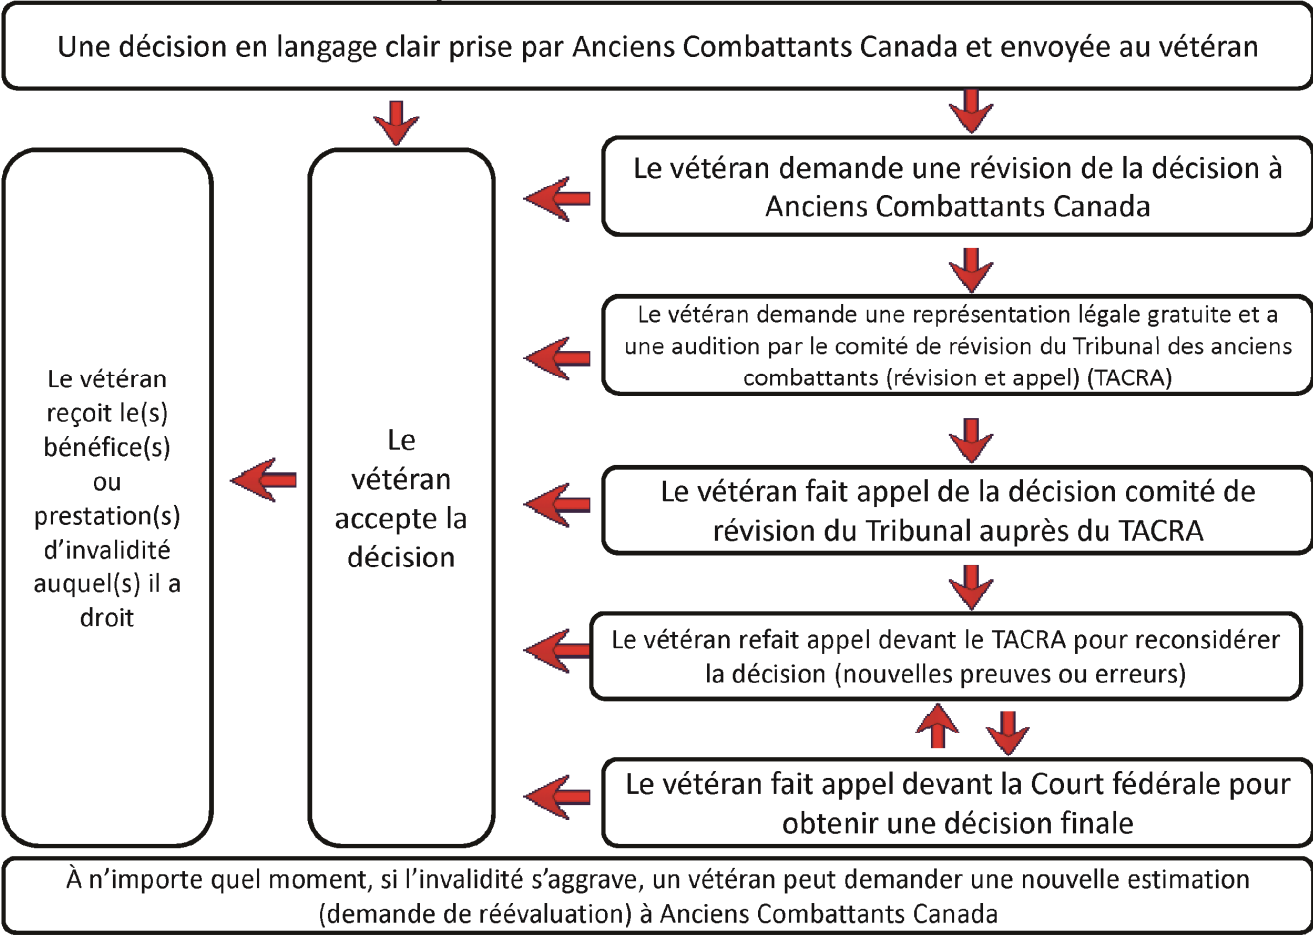 Une décision en langage clair prise par Anciens Combattants Canada et envoyée au vétéran
Le vétéran demande une révision de la décision à
Anciens Combattants Canada
Le vétéran demande une représentation légale gratuite et a
une audition par le comité de révision du Tribunal des anciens
combattants (révision et appel) (TACRA)
Le vétéran fait appel de la décision comité de
révision du Tribunal auprès du TACRA
Le vétéran refait appel devant le TACRA pour reconsidérer
la décision (nouvelles preuves ou erreurs)
Le vétéran fait appel devant la Court fédérale pour
obtenir une décision finale
Le
vétéran
accepte la
décision
Le vétéran
reçoit le(s)
bénéfice(s)
ou
prestation(s)
d’invalidité
auquel(s) il a
droit
À n’importe quel moment, si l’invalidité s’aggrave, un vétéran peut demander une nouvelle estimation
(demande de réévaluation) à Anciens Combattants Canada